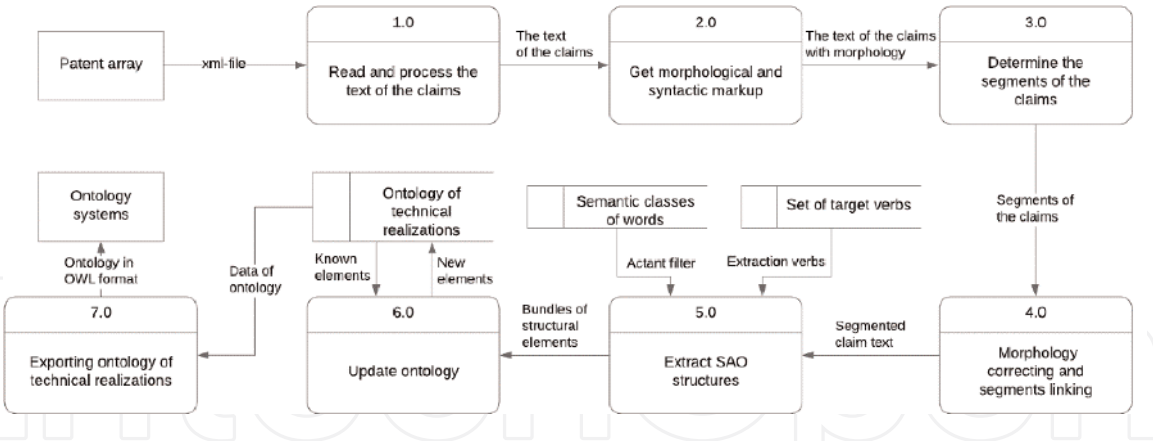 1.0
2.0
3.0
Patent array
xml-file
Read and process the
text of the claims
The text
of the claims
Get morphological and
syntactic markup
The text of the claims
with morphology
Determine the
segments of the
claims
Segments of
the claims
Ontology
systems
Ontology of
technical
realizations
Semantic classes
of words
Set of target verbs
Ontology in
OWL format
Data of
ontology
Known
elements
New
elements
Actant filter
Extraction verbs
7.0
Exporting ontology of
technical realizations
6.0
Update ontology
Bundles of
structural
elements
5.0
Extract SAO
structures
Segmented
claim text
4.0
Morphology
correcting and
segments linking